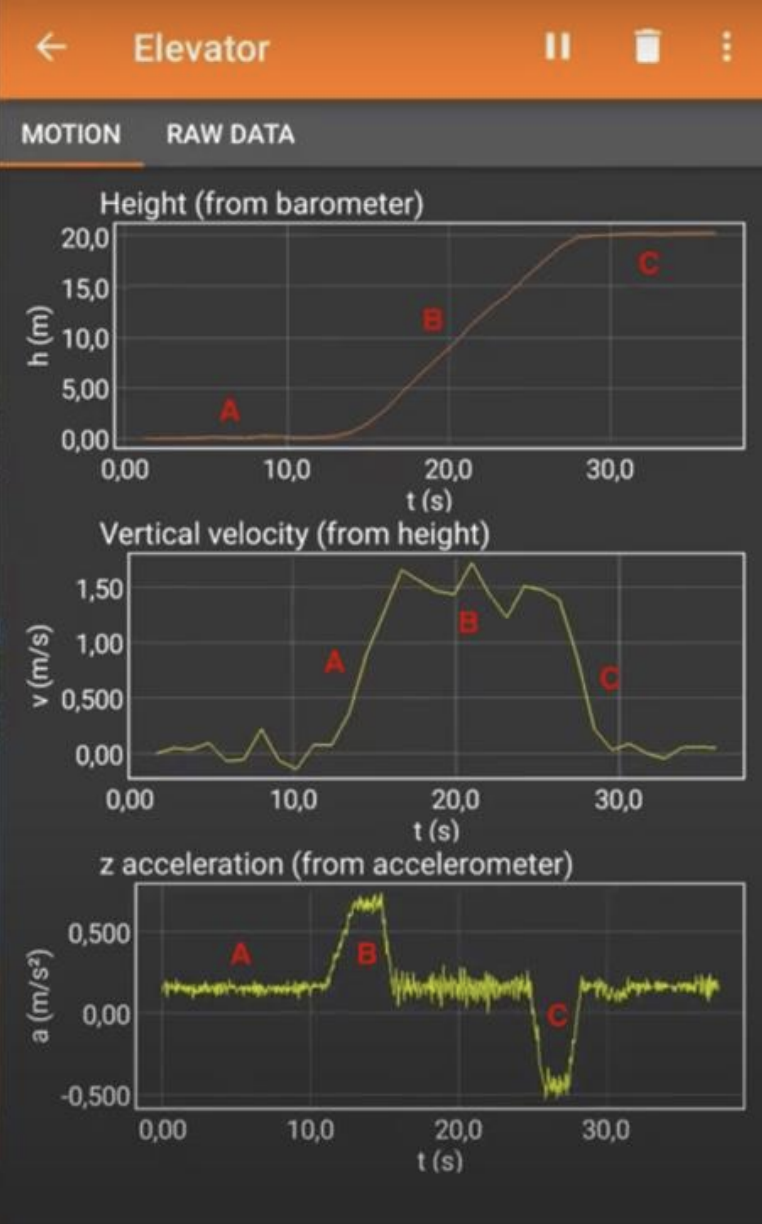 Elevator
MOTION RAW DATA
Height (from barometer)
20,0
15,0
10,0
5,00
0,00
h (m)
A
B
C
0,00 10,0 20,0 30,0
t (s)
Vertical velocity (from height)
1,50
1,00
0,500
0,00
v (m/s)
A
B
C
0,00 10,0 20,0 30,0
t (s)
z acceleration (from accelerometer)
0,500
0,00
-0,500
a (m/s²)
A
B
C
0,00 10,0 20,0 30,0
t (s)